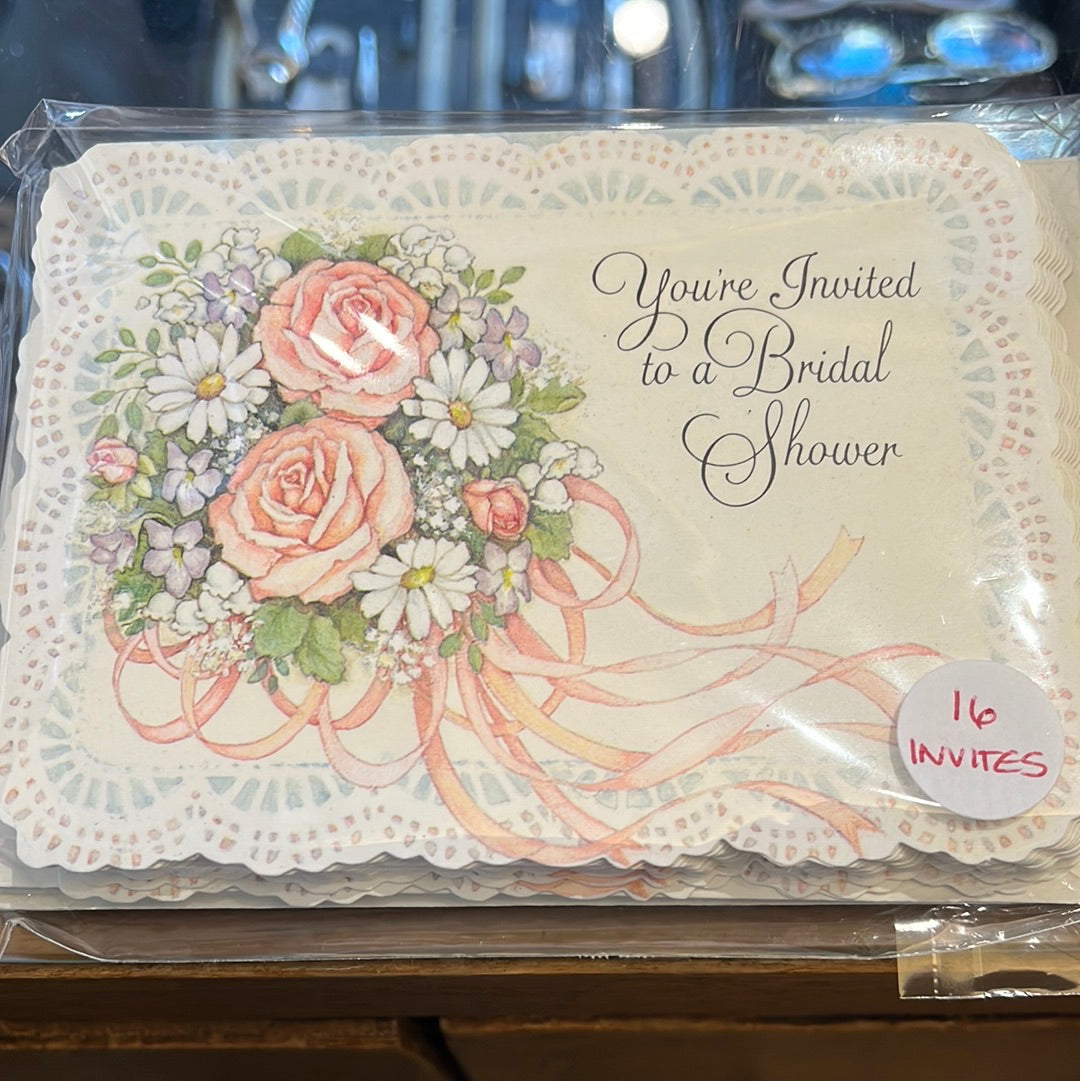 You're Invited
to a Bridal
Shower
16
INVITES